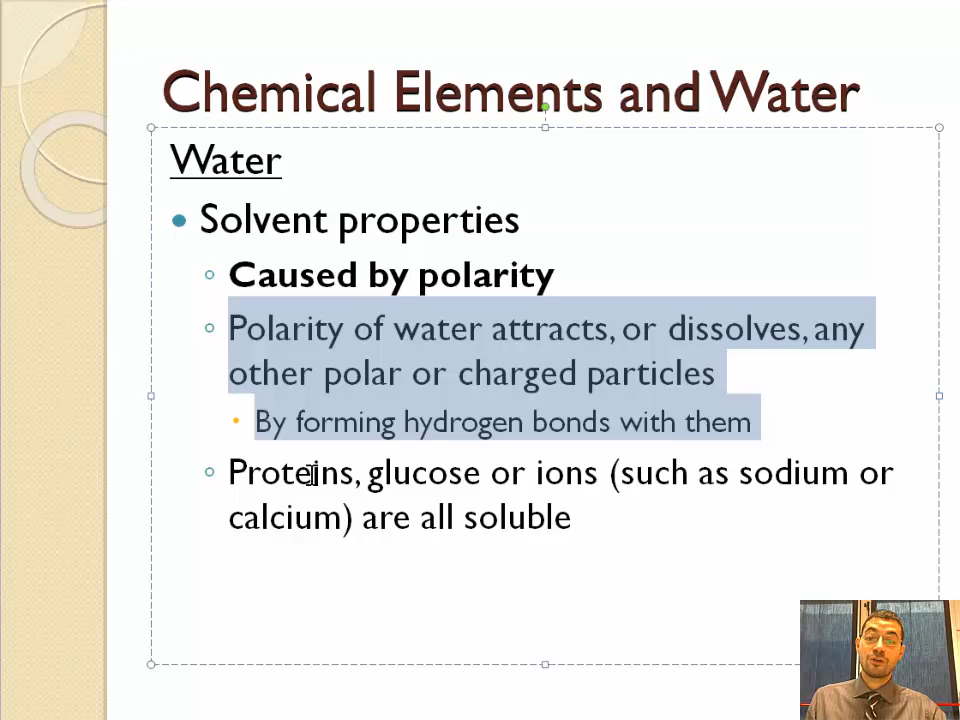 Chemical Elements and Water
Water
Solvent properties
Caused by polarity
Polarity of water attracts, or dissolves, any
other polar or charged particles
By forming hydrogen bonds with them
Proteins, glucose or ions (such as sodium or
calcium) are all soluble